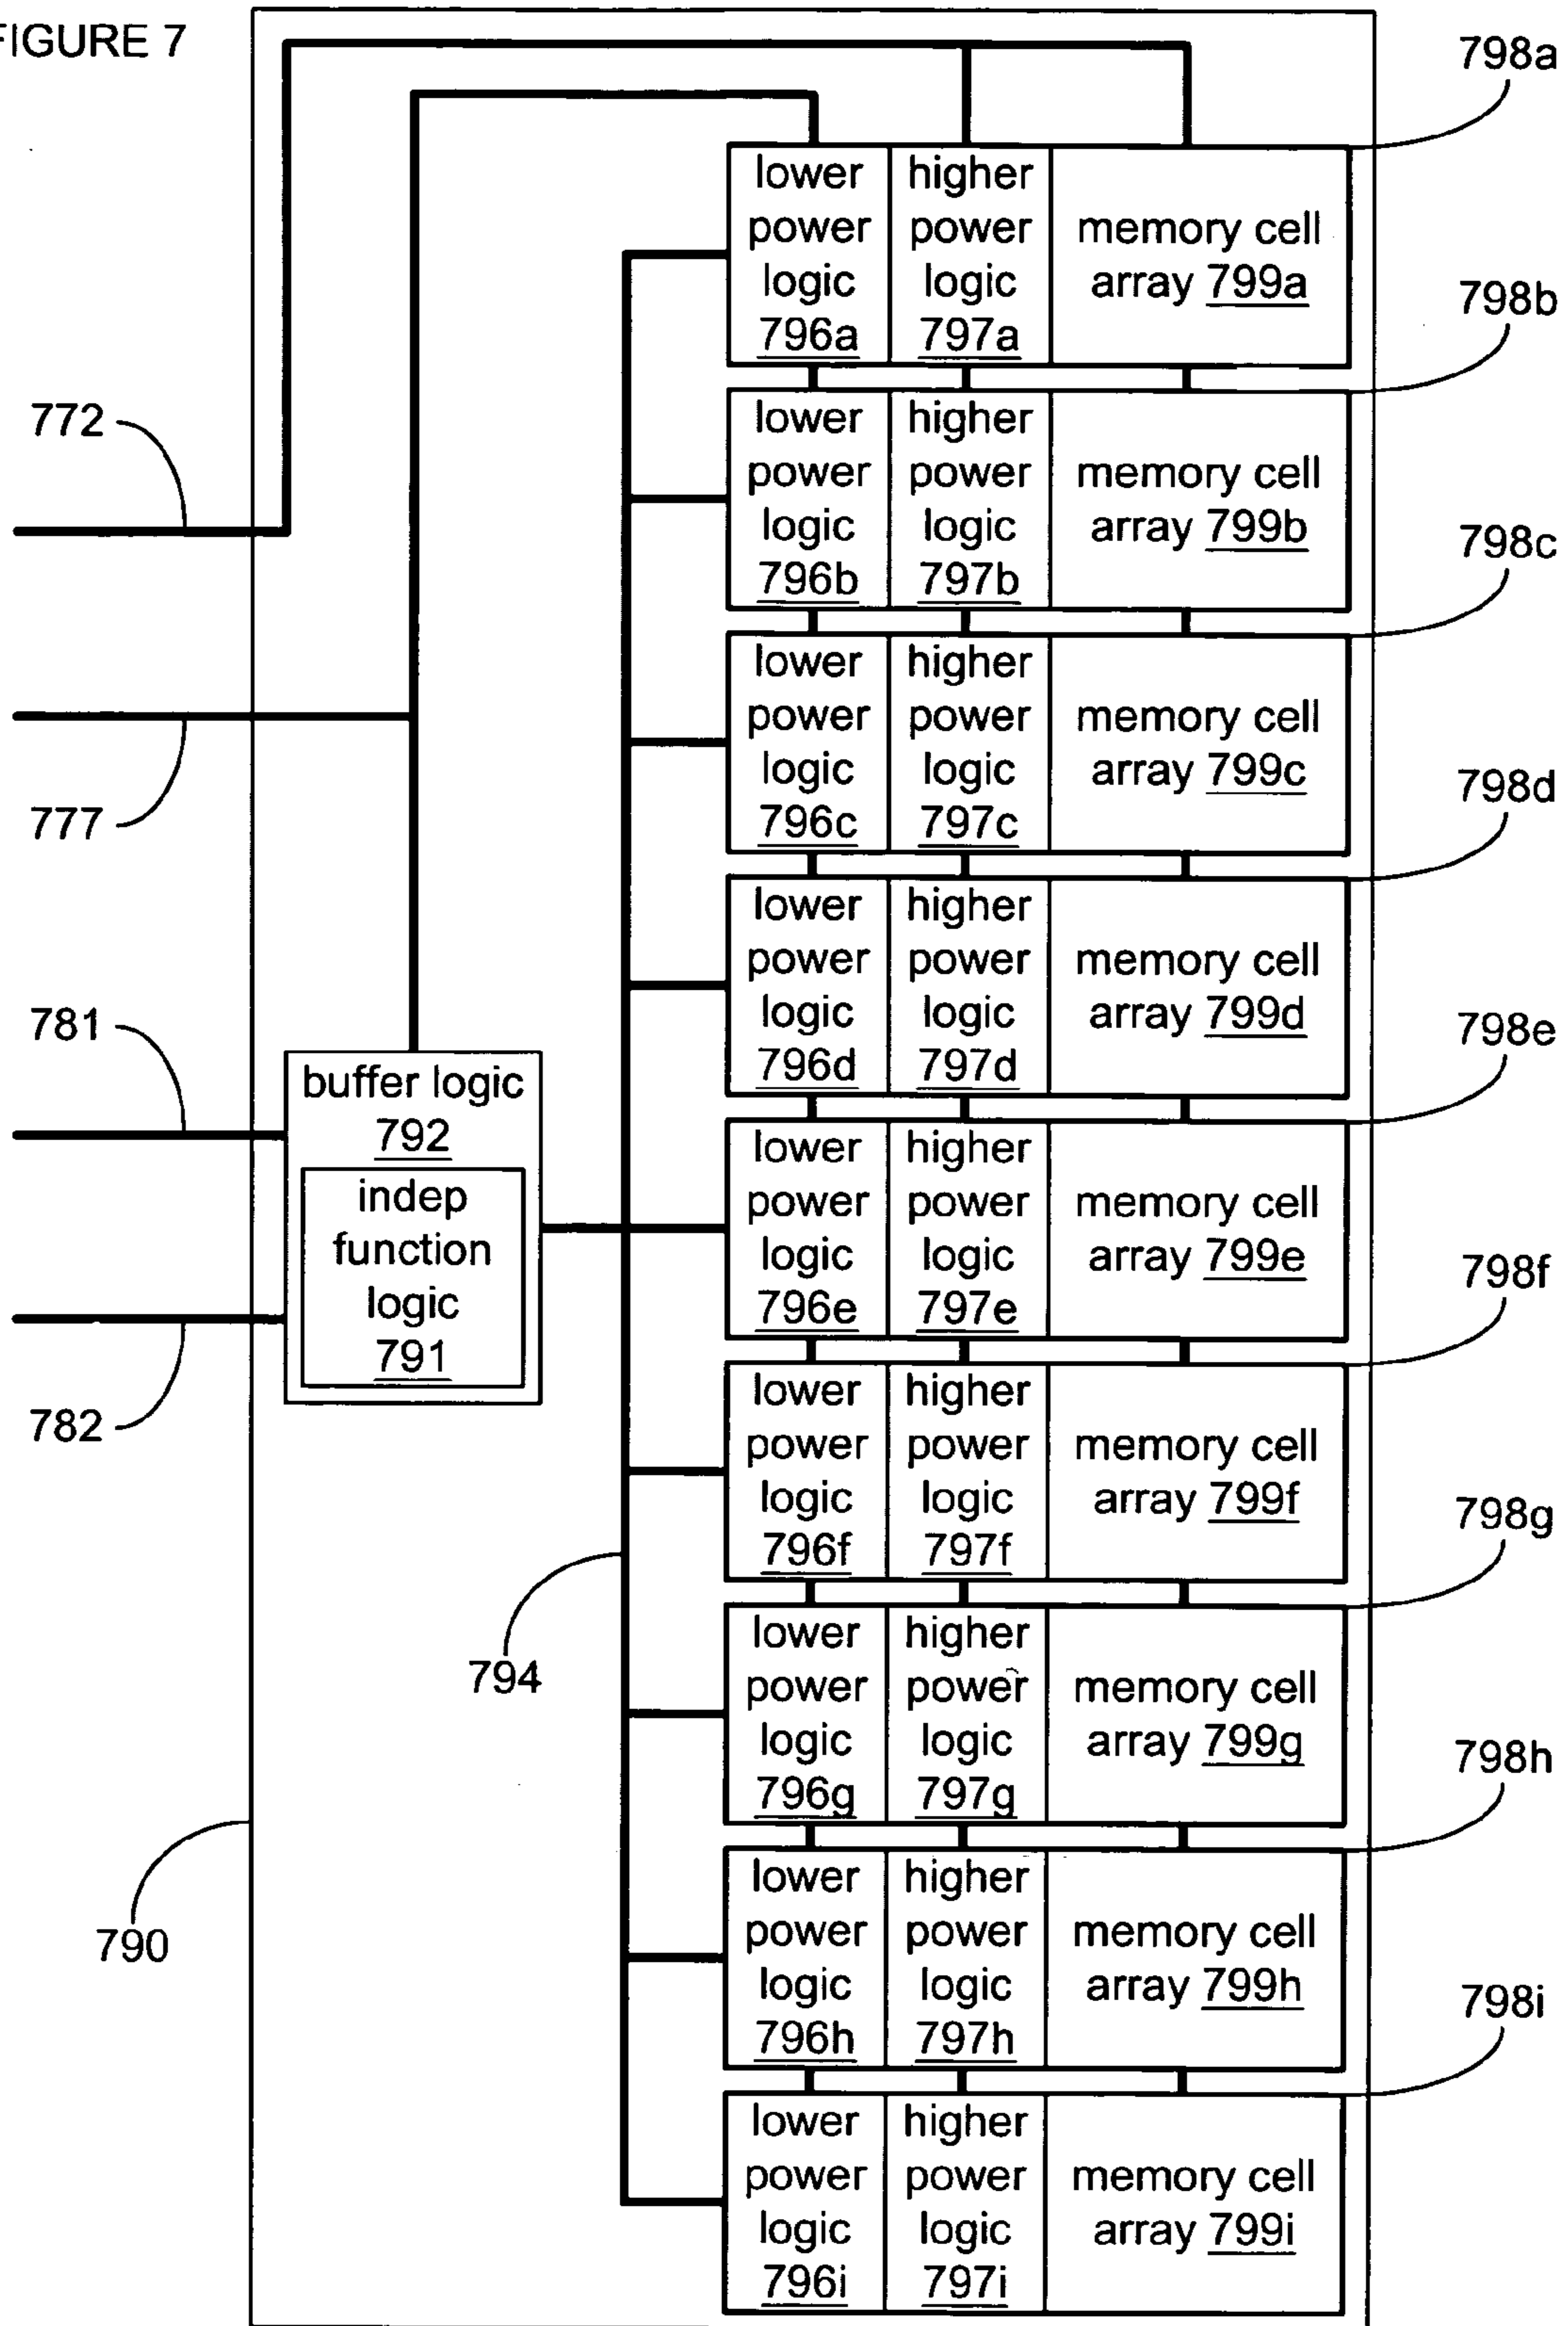 FIGURE 7
798a
lower
power
logic
796a
higher
power
logic
797a
memory cell
array 799a
798b
lower
power
logic
796b
higher
power
logic
797b
memory cell
array 799b
772
798c
lower
power
logic
796c
higher
power
logic
797c
memory cell
array 799c
777
798d
lower
power
logic
796d
higher
power
logic
797d
memory cell
array 799d
781
798e
buffer logic
792
indep
function
logic
791
lower
power
logic
796e
higher
power
logic
797e
memory cell
array 799e
782
798f
lower
power
logic
796f
higher
power
logic
797f
memory cell
array 799f
798g
794
lower
power
logic
796g
higher
power
logic
797g
memory cell
array 799g
798h
790
lower
power
logic
796h
higher
power
logic
797h
memory cell
array 799h
798i
lower
power
logic
796i
higher
power
logic
797i
memory cell
array 799i